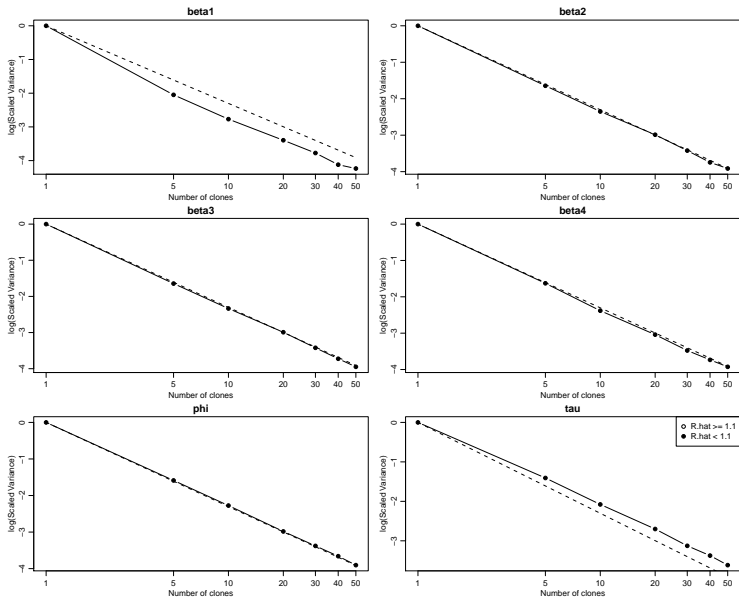 beta1
log(Scaled Variance)
0
−1
−2
−3
−4
1 5 10 20 30 40 50
Number of clones
beta2
log(Scaled Variance)
0
−1
−2
−3
−4
1 5 10 20 30 40 50
Number of clones
beta3
log(Scaled Variance)
0
−1
−2
−3
−4
1 5 10 20 30 40 50
Number of clones
beta4
log(Scaled Variance)
0
−1
−2
−3
−4
1 5 10 20 30 40 50
Number of clones
phi
log(Scaled Variance)
0
−1
−2
−3
−4
1 5 10 20 30 40 50
Number of clones
tau
R.hat >= 1.1
R.hat < 1.1
log(Scaled Variance)
0
−1
−2
−3
1 5 10 20 30 40 50
Number of clones